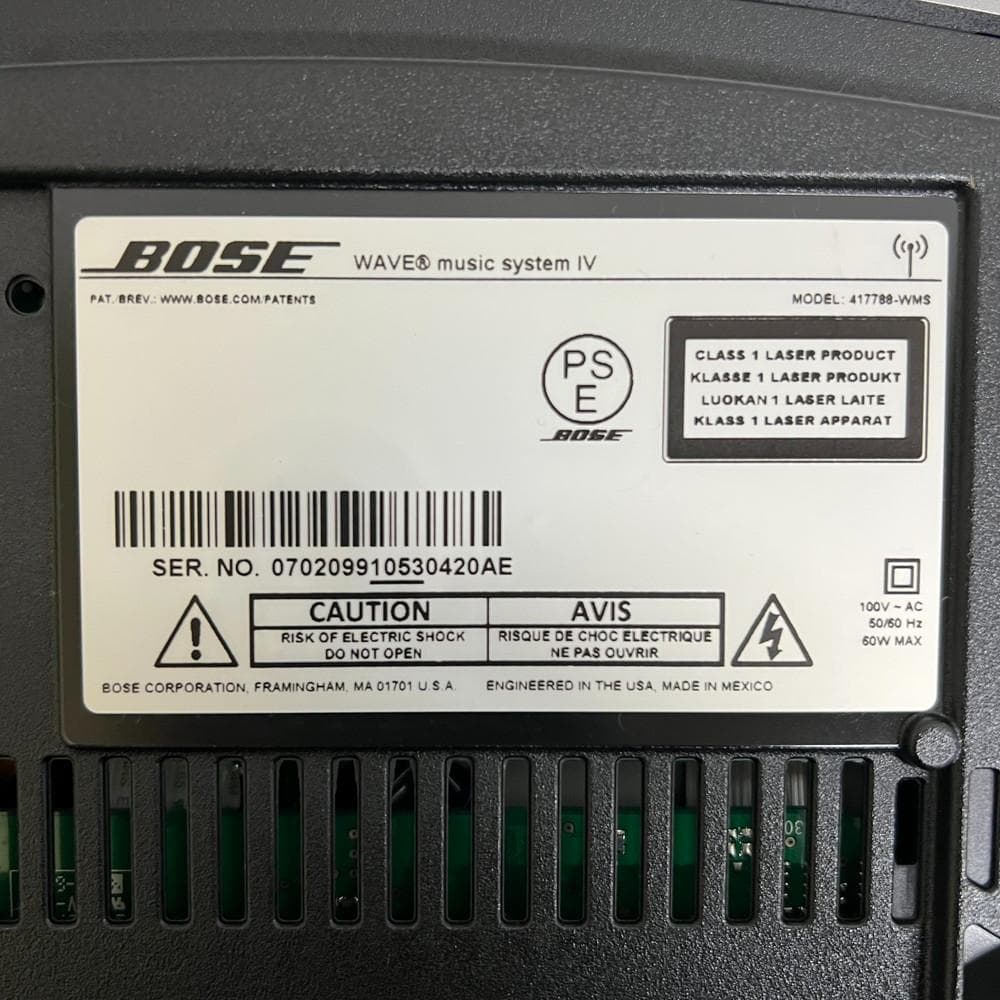 BOSE WAVE® music system IV
PAT./BREV.: WWW.BOSE.COM/PATENTS
MODEL: 417788-WMS
PS
E
BOSE
CLASS 1 LASER PRODUCT
KLASSE 1 LASER PRODUKT
LUOKAN 1 LASER LAITE
KLASS 1 LASER APPARAT
SER. NO. 070209910530420AE
100V ~ AC
50/60 Hz
60W MAX
CAUTION
RISK OF ELECTRIC SHOCK
DO NOT OPEN
AVIS
RISQUE DE CHOC ÉLECTRIQUE
NE PAS OUVRIR
BOSE CORPORATION, FRAMINGHAM, MA 01701 U.S.A. ENGINEERED IN THE USA, MADE IN MEXICO
30